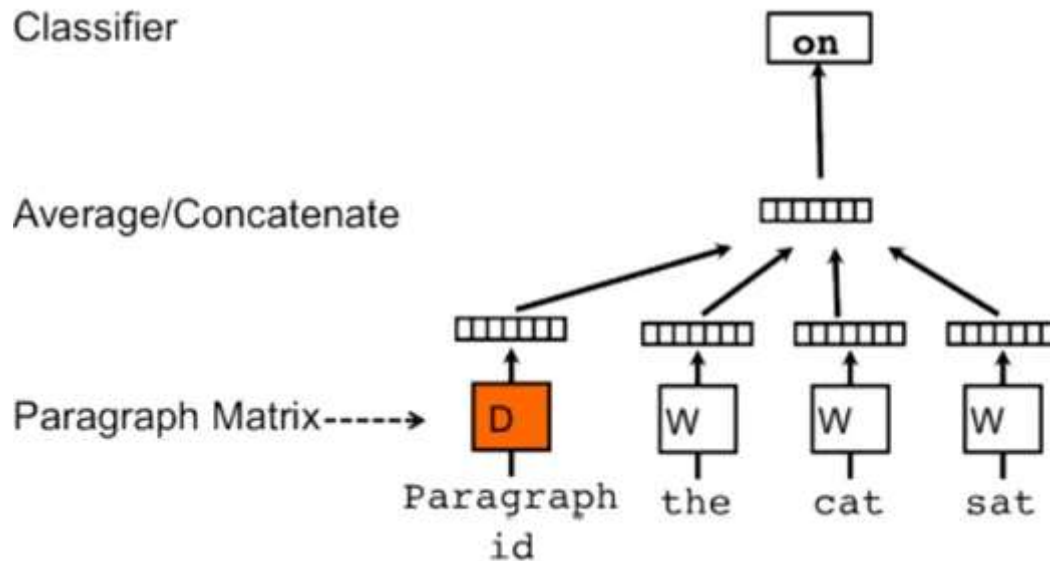 Classifier
on
Average/Concatenate
Paragraph Matrix
D
W
W
W
Paragraph
id
the
cat
sat